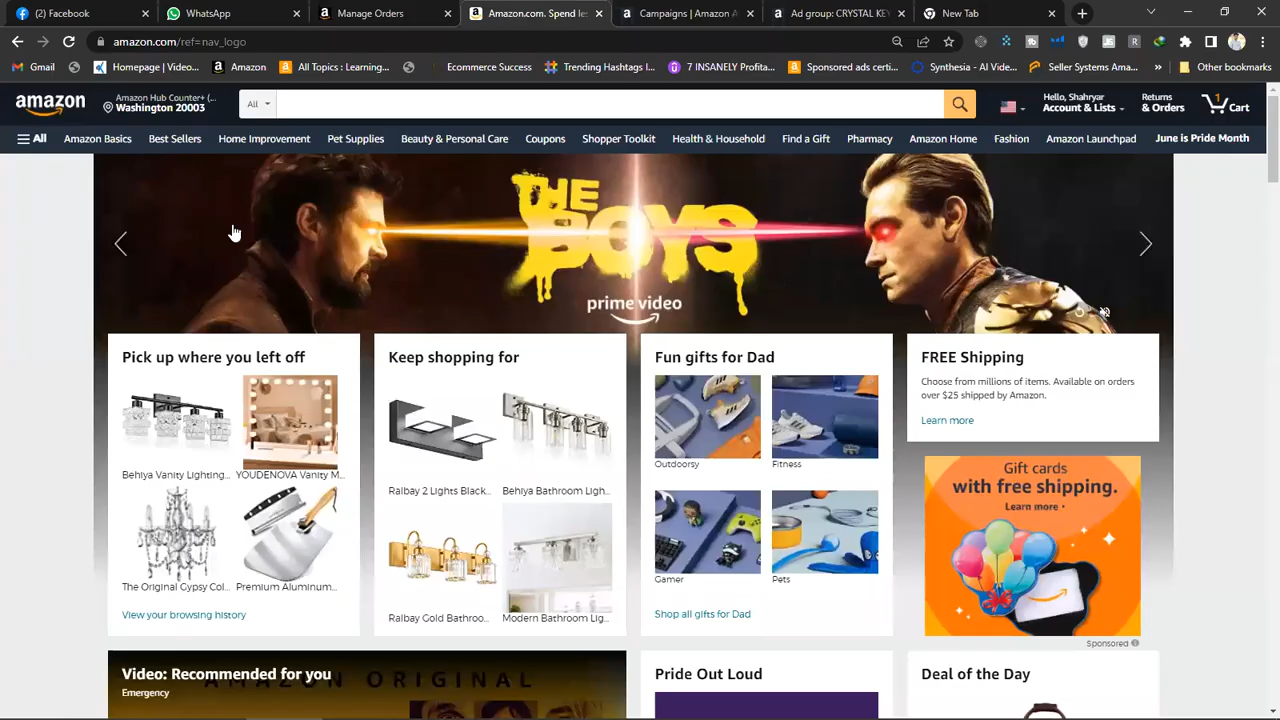 (2) Facebook
WhatsApp
Manage Orders
Amazon.com. Spend les
Campaigns | Amazon A
Ad group: CRYSTAL KEY
New Tab
amazon.com/ref=nav_logo
Gmail
Homepage | Video...
Amazon
All Topics : Learning...
Ecommerce Success
Trending Hashtags I...
7 INSANELY Profita...
Sponsored ads certi...
Synthesia - AI Vide...
Seller Systems Ama...
Other bookmarks
amazon
Amazon Hub Counter+ (...
Washington 20003
All
Hello, Shahryar
Account & Lists
Returns
& Orders
1
Cart
All
Amazon Basics
Best Sellers
Home Improvement
Pet Supplies
Beauty & Personal Care
Coupons
Shopper Toolkit
Health & Household
Find a Gift
Pharmacy
Amazon Home
Fashion
Amazon Launchpad
June is Pride Month
THE
BOYS
prime video
Pick up where you left off
Behiya Vanity Lighting...
YOUDENOVA Vanity M...
The Original Gypsy Col...
Premium Aluminum...
View your browsing history
Keep shopping for
Ralbay 2 Lights Black...
Behiya Bathroom Ligh...
Ralbay Gold Bathroo...
Modern Bathroom Lig...
Fun gifts for Dad
Outdoorsy
Fitness
Gamer
Pets
Shop all gifts for Dad
FREE Shipping
Choose from millions of items. Available on orders
over $25 shipped by Amazon.
Learn more
Gift cards
with free shipping.
Learn more
Sponsored
Video: Recommended for you
Emergency
AMAZON ORIGINAL
Pride Out Loud
Deal of the Day